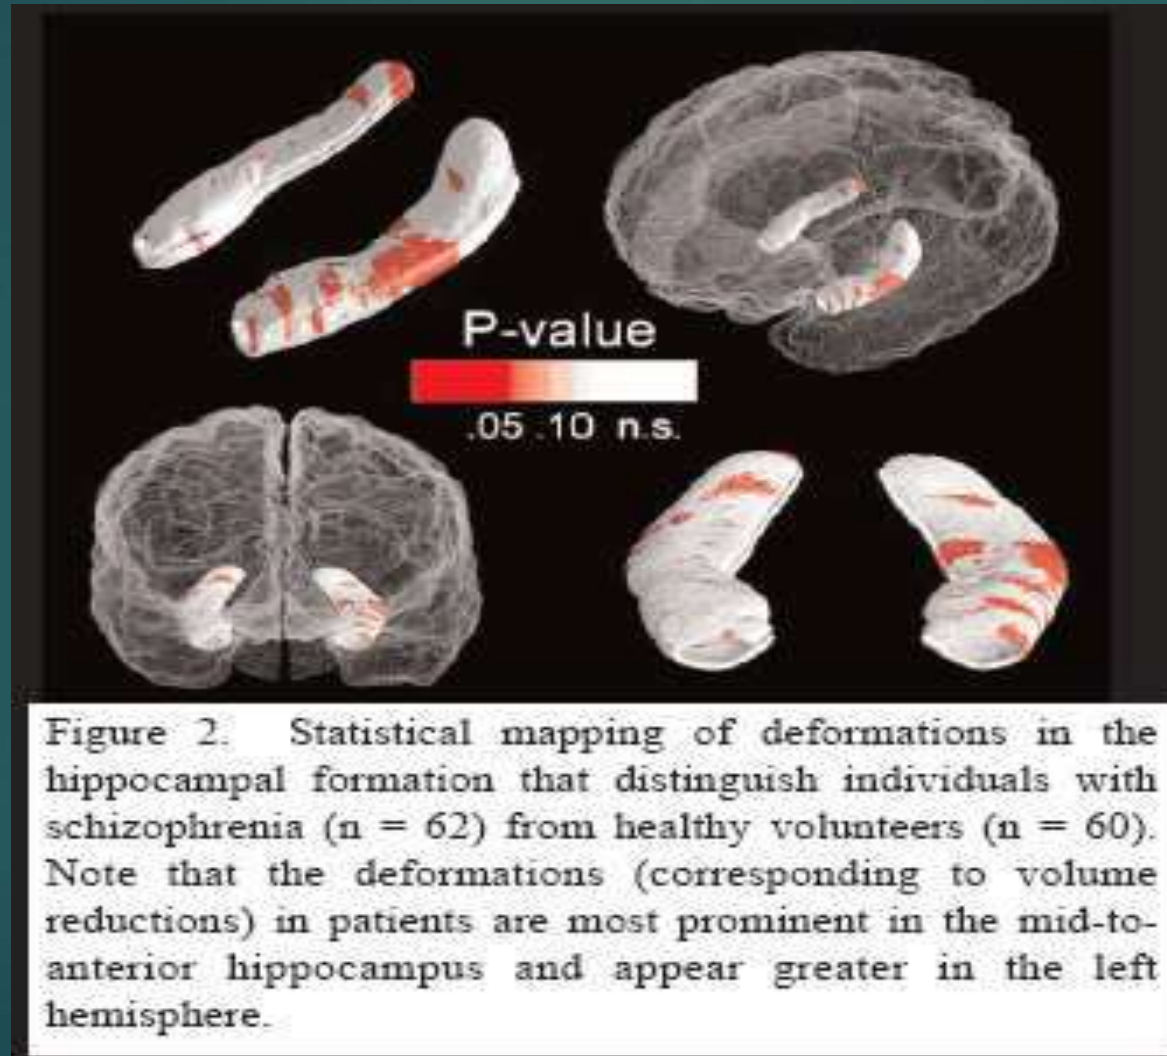 P-value
.05 .10 n.s.
Figure 2. Statistical mapping of deformations in the
hippocampal formation that distinguish individuals with
schizophrenia (n = 62) from healthy volunteers (n = 60).
Note that the deformations (corresponding to volume
reductions) in patients are most prominent in the mid-to-
anterior hippocampus and appear greater in the left
hemisphere.